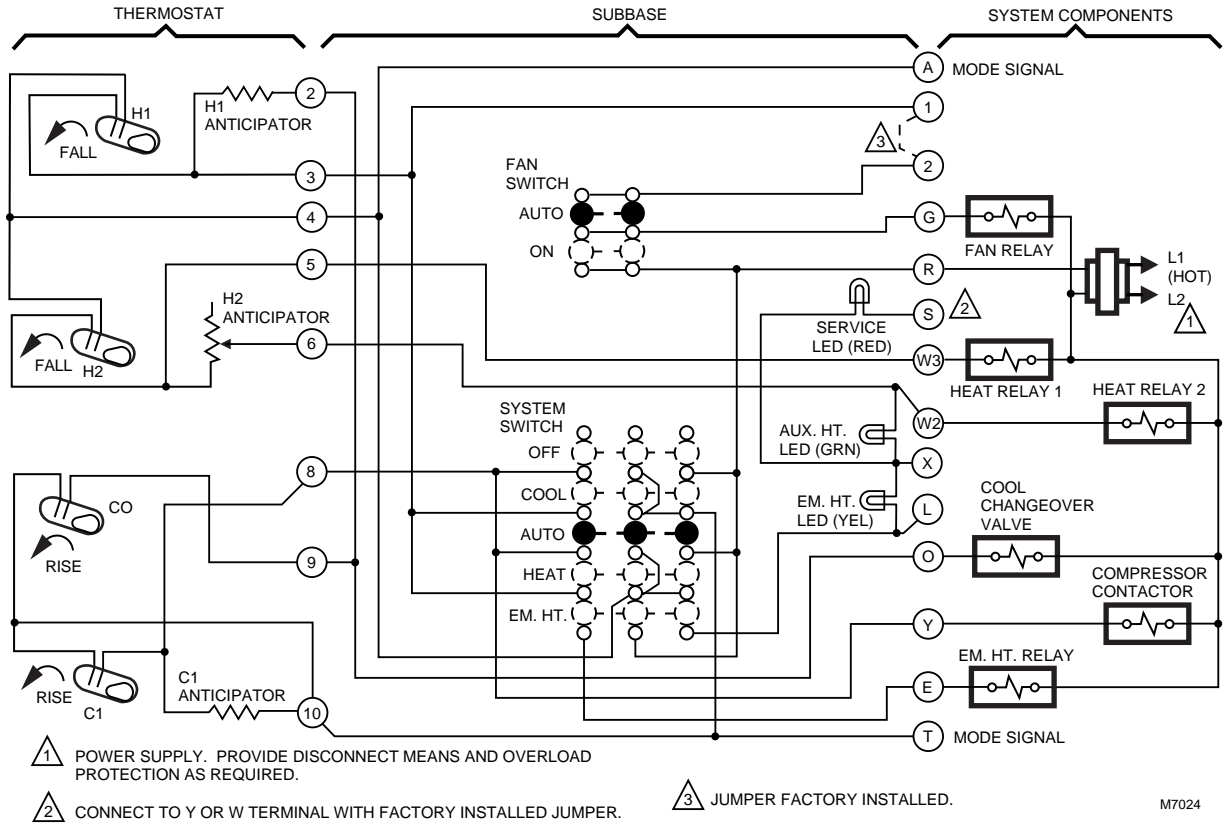 THERMOSTAT
SUBBASE
SYSTEM COMPONENTS
H1
FALL
H1
ANTICIPATOR
2
3
4
5
H2
ANTICIPATOR
6
FALL
H2
CO
RISE
8
9
RISE
C1
C1
ANTICIPATOR
10
FAN
SWITCH
AUTO
ON
SYSTEM
SWITCH
OFF
COOL
AUTO
HEAT
EM. HT.
SERVICE
LED (RED)
AUX. HT.
LED (GRN)
EM. HT.
LED (YEL)
A
MODE SIGNAL
1
3
2
G
FAN RELAY
R
L1
(HOT)
L2
1
S
2
W3
HEAT RELAY 1
HEAT RELAY 2
W2
X
L
COOL
CHANGEOVER
VALVE
O
COMPRESSOR
CONTACTOR
Y
EM. HT. RELAY
E
T
MODE SIGNAL
1 POWER SUPPLY. PROVIDE DISCONNECT MEANS AND OVERLOAD
PROTECTION AS REQUIRED.
2 CONNECT TO Y OR W TERMINAL WITH FACTORY INSTALLED JUMPER.
3 JUMPER FACTORY INSTALLED.
M7024